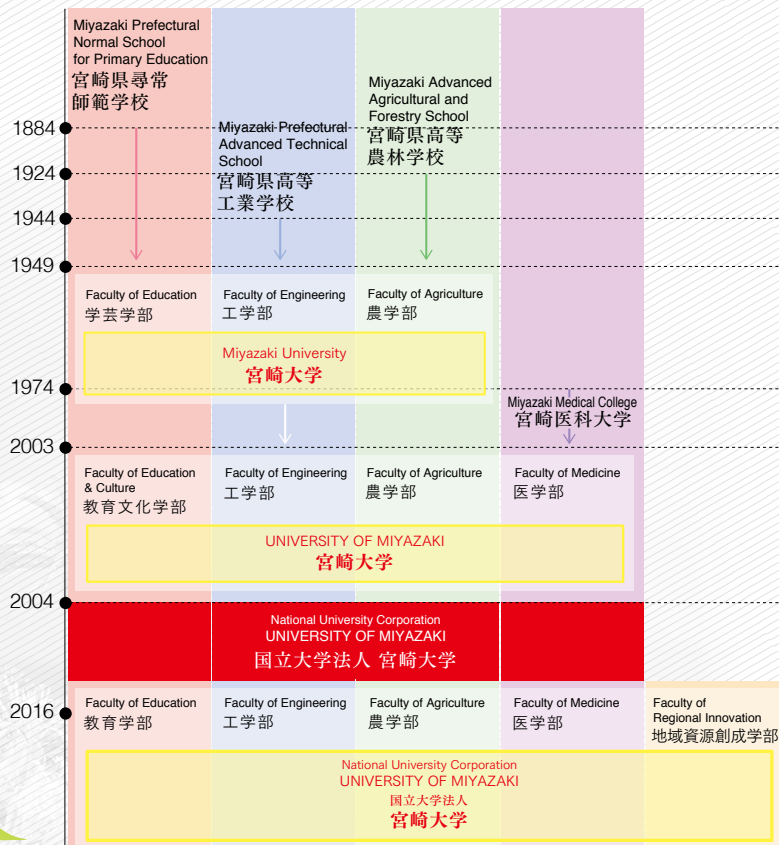 Miyazaki Prefectural
Normal School
for Primary Education
宮崎県尋常
師範学校
Miyazaki Advanced
Agricultural and
Forestry School
宮崎県高等
農林学校
1884
Miyazaki Prefectural
Advanced Technical
School
宮崎県高等
工業学校
1924
1944
1949
Faculty of Education
学芸学部
Faculty of Engineering
工学部
Faculty of Agriculture
農学部
Miyazaki University
宮崎大学
1974
Miyazaki Medical College
宮崎医科大学
2003
Faculty of Education
& Culture
教育文化学部
Faculty of Engineering
工学部
Faculty of Agriculture
農学部
Faculty of Medicine
医学部
UNIVERSITY OF MIYAZAKI
宮崎大学
2004
National University Corporation
UNIVERSITY OF MIYAZAKI
国立大学法人 宮崎大学
2016
Faculty of Education
教育学部
Faculty of Engineering
工学部
Faculty of Agriculture
農学部
Faculty of Medicine
医学部
Faculty of
Regional Innovation
地域資源創成学部
National University Corporation
UNIVERSITY OF MIYAZAKI
国立大学法人
宮崎大学